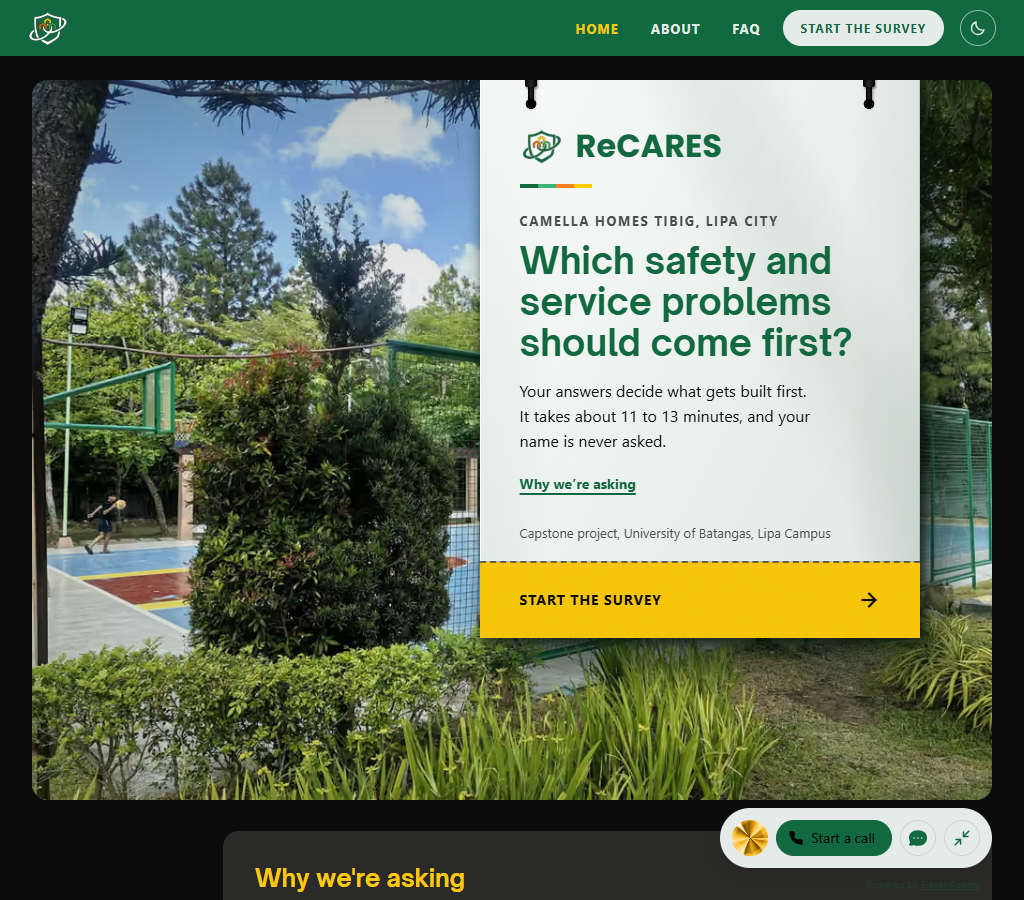 HOME ABOUT FAQ START THE SURVEY
ReCARES
CAMELLA HOMES TIBIG, LIPA CITY
Which safety and
service problems
should come first?
Your answers decide what gets built first.
It takes about 11 to 13 minutes, and your
name is never asked.
Why we're asking
Capstone project, University of Batangas, Lipa Campus
START THE SURVEY
Start a call
Why we're asking
Powered by ElevenAgents